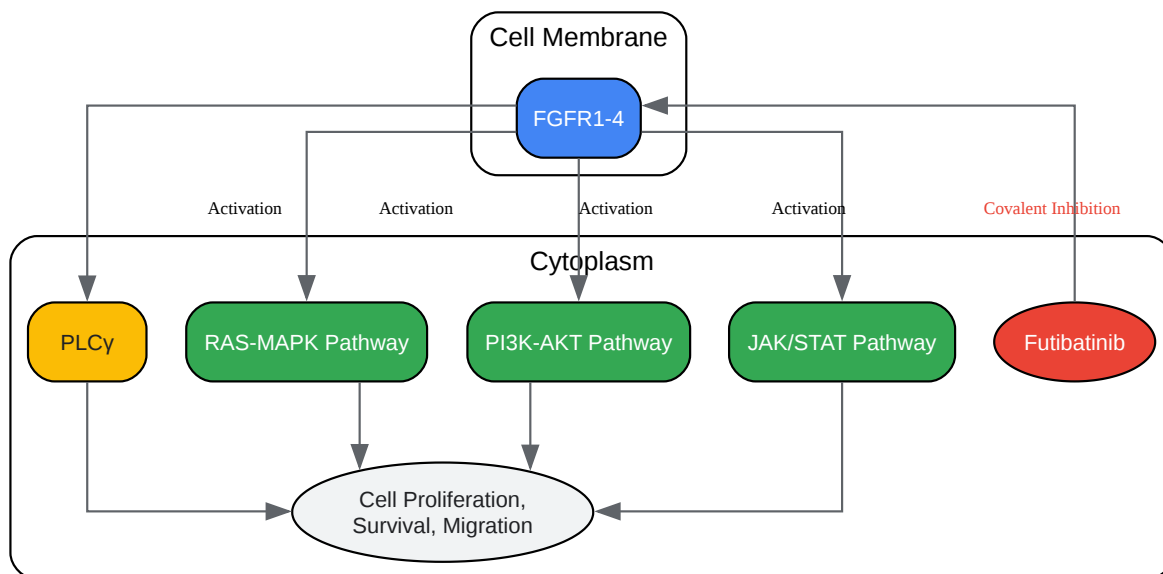 Cell Membrane
FGFR1-4
Activation
Activation
Activation
Activation
Covalent Inhibition
Cytoplasm
PLCγ
RAS-MAPK Pathway
PI3K-AKT Pathway
JAK/STAT Pathway
Futibatinib
Cell Proliferation,
Survival, Migration